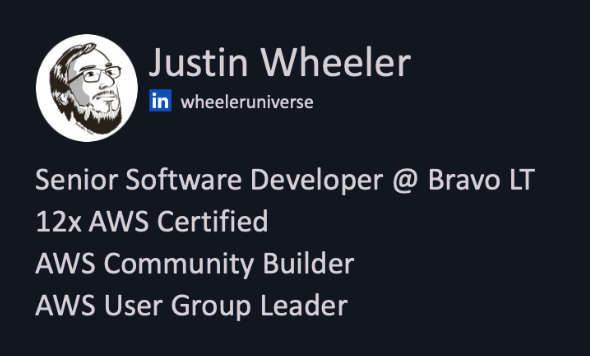 Justin Wheeler
in wheeleruniverse
Senior Software Developer @ Bravo LT
12x AWS Certified
AWS Community Builder
AWS User Group Leader